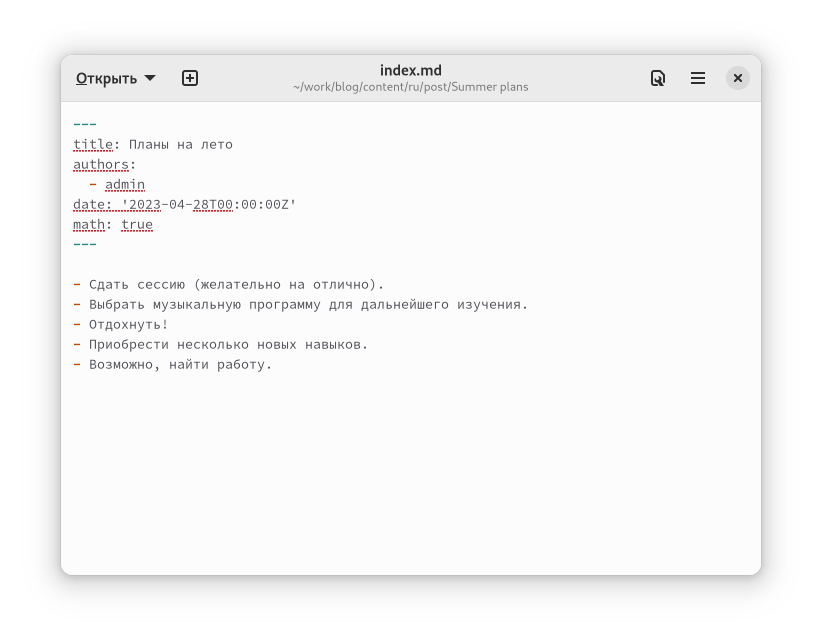 Открыть
index.md
~/work/blog/content/ru/post/Summer plans
---
title: Планы на лето
authors:
  - admin
date: '2023-04-28T00:00:00Z'
math: true
---
- Сдать сессию (желательно на отлично).
- Выбрать музыкальную программу для дальнейшего изучения.
- Отдохнуть!
- Приобрести несколько новых навыков.
- Возможно, найти работу.